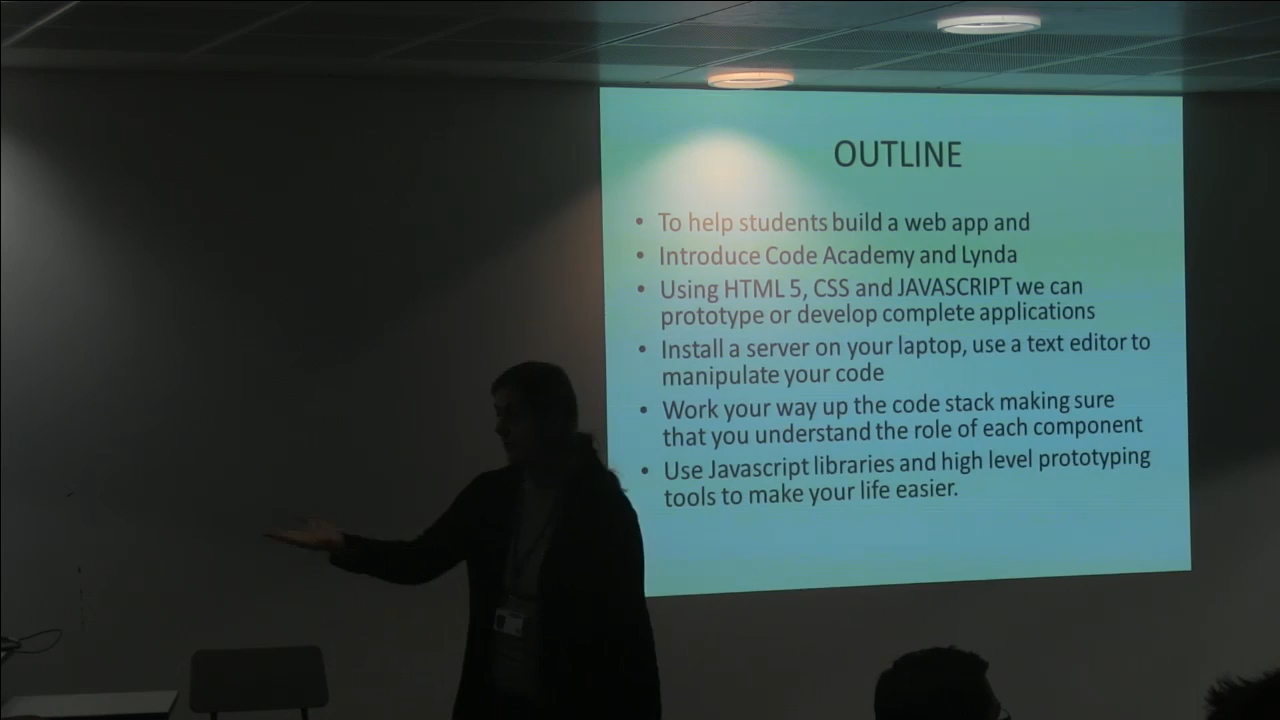 OUTLINE
• To help students build a web app and
• Introduce Code Academy and Lynda
• Using HTML 5, CSS and JAVASCRIPT we can
prototype or develop complete applications
• Install a server on your laptop, use a text editor to
manipulate your code
• Work your way up the code stack making sure
that you understand the role of each component
• Use Javascript libraries and high level prototyping
tools to make your life easier.